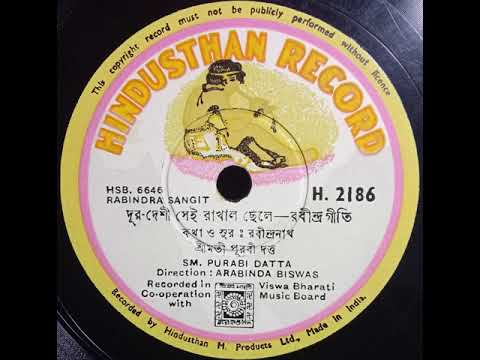 This copyright record must not be publicly performed without licence
HINDUSTHAN RECORD
HSB. 6646
RABINDRA SANGIT
H. 2186
দূর-দেশী সেই রাখাল ছেলে—রবীন্দ্রগীতি
কথা ও সুর : রবীন্দ্রনাথ
শ্রীমতী পূরবী দত্ত
SM. PURABI DATTA
Direction : ARABINDA BISWAS
Recorded in Viswa Bharati
Co-operation Music Board
with
Recorded by Hindusthan M. Products Ltd., Made in India.